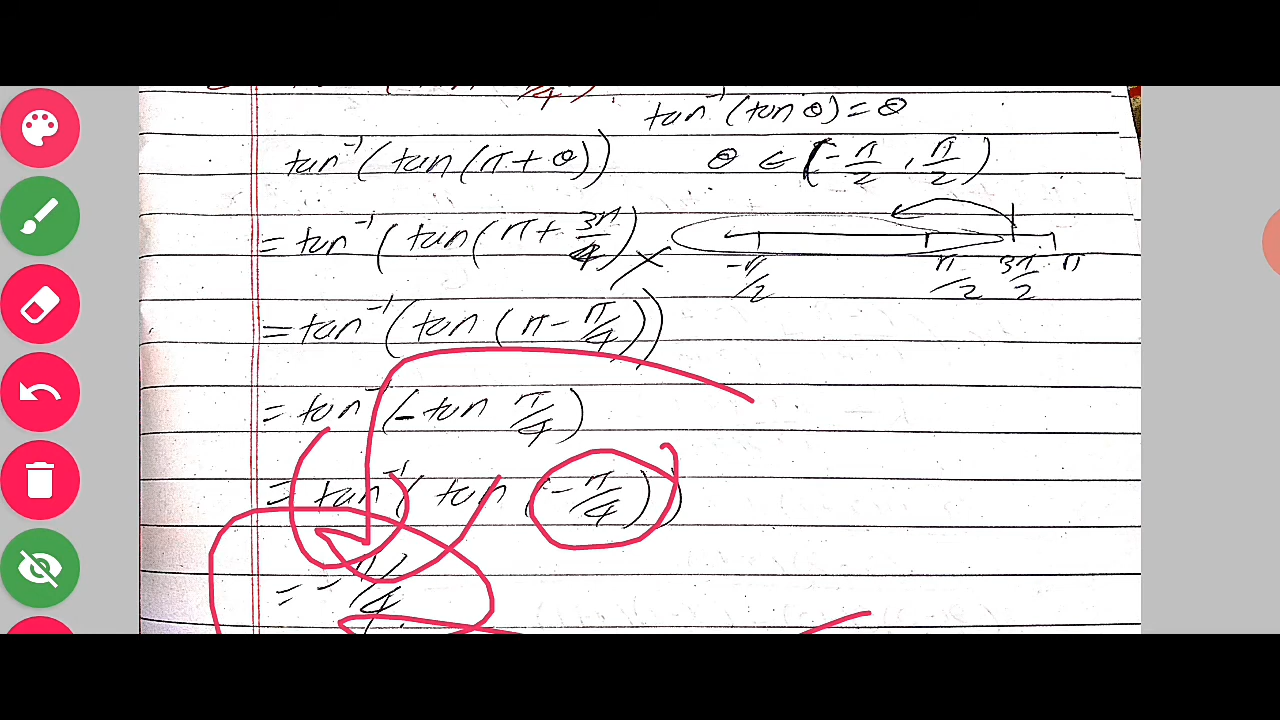 tan⁻¹(tan θ) = θ
tan⁻¹(tan(π+θ)) θ ∈ (-π/2, π/2)
= tan⁻¹(tan(π+3π/4) ×
-π/2 π/2 3π/2 π
= tan⁻¹(tan(π-π/4))
= tan⁻¹(-tan π/4)
= tan⁻¹(tan(-π/4))
= -π/4